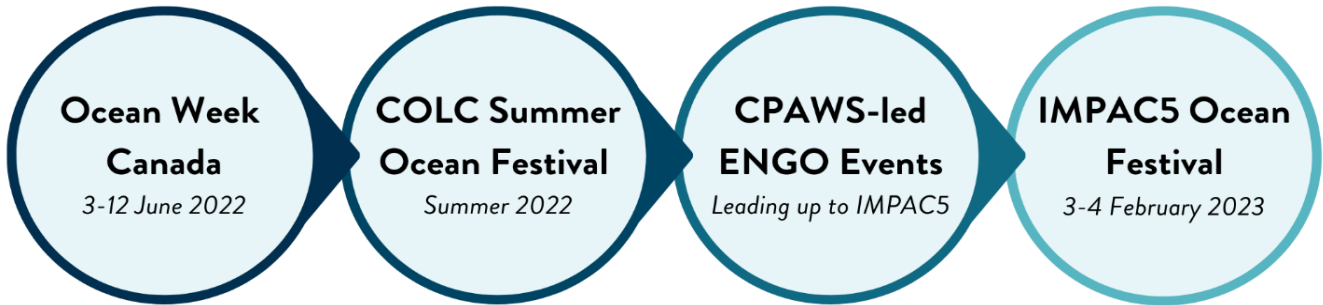 Ocean Week
Canada
3-12 June 2022
COLC Summer
Ocean Festival
Summer 2022
CPAWS-led
ENGO Events
Leading up to IMPAC5
IMPAC5 Ocean
Festival
3-4 February 2023